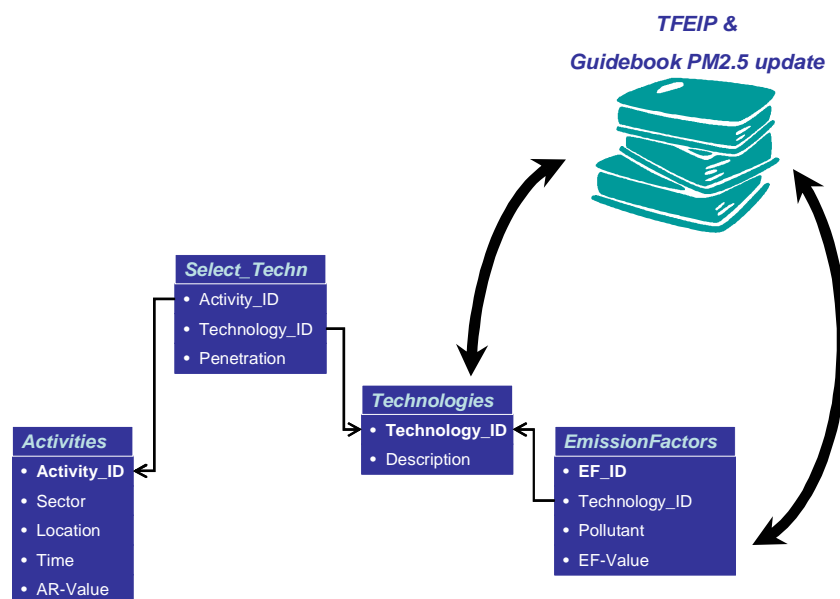 TFEIP &
Guidebook PM2.5 update
Select_Techn
• Activity_ID
• Technology_ID
• Penetration
Technologies
• Technology_ID
• Description
Activities
• Activity_ID
• Sector
• Location
• Time
• AR-Value
EmissionFactors
• EF_ID
• Technology_ID
• Pollutant
• EF-Value